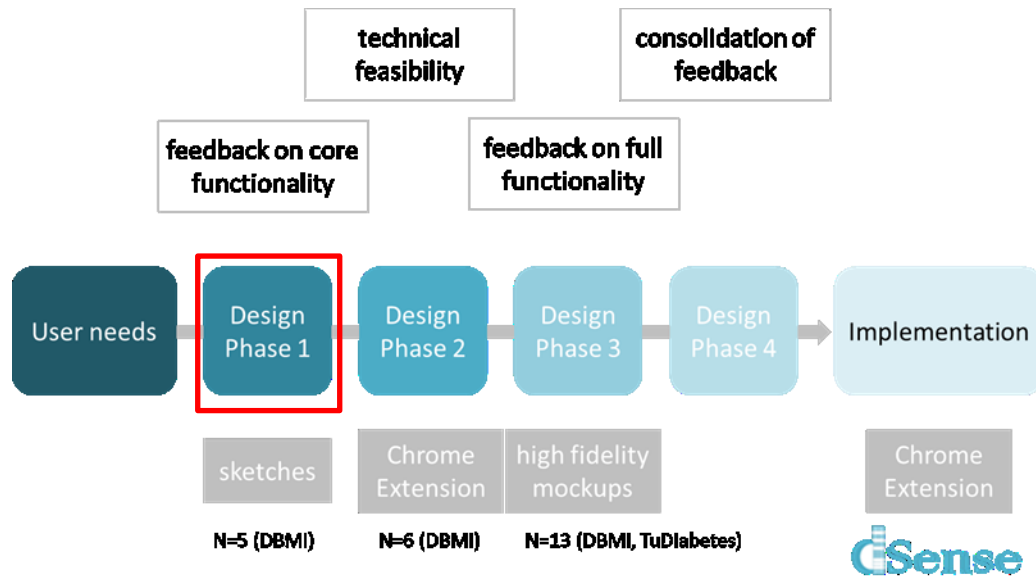 technical
feasibility
consolidation of
feedback
feedback on core
functionality
feedback on full
functionality
User needs
Design
Phase 1
Design
Phase 2
Design
Phase 3
Design
Phase 4
Implementation
sketches
Chrome
Extension
high fidelity
mockups
Chrome
Extension
N=5 (DBMI)
N=6 (DBMI)
N=13 (DBMI, TuDiabetes)
dSense